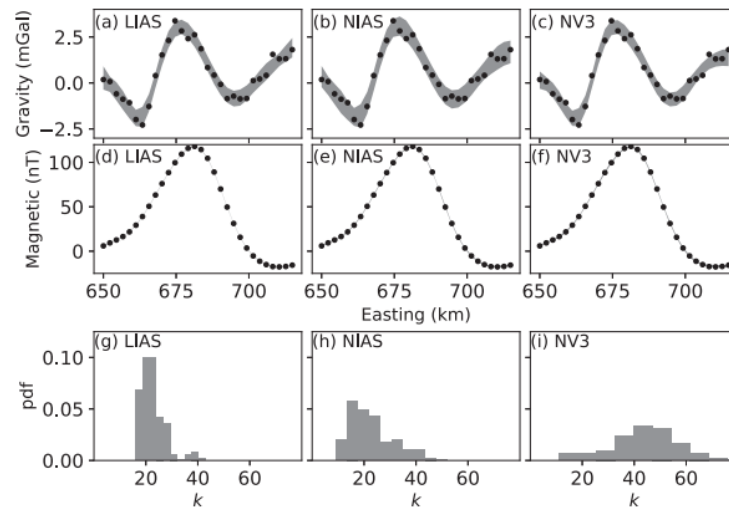 (a) LIAS (b) NIAS (c) NV3
Gravity (mGal)
2.5
0.0
−2.5
(d) LIAS (e) NIAS (f) NV3
Magnetic (nT)
100
50
0
650 675 700 650 675 700 650 675 700
Easting (km)
(g) LIAS (h) NIAS (i) NV3
pdf
0.10
0.05
0.00
20 40 60 20 40 60 20 40 60
k k k